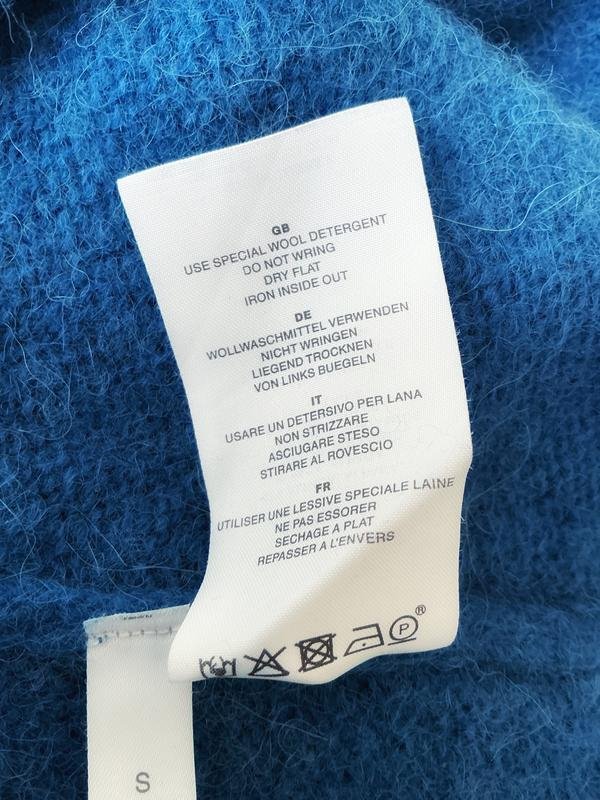 GB
USE SPECIAL WOOL DETERGENT
DO NOT WRING
DRY FLAT
IRON INSIDE OUT
DE
WOLLWASCHMITTEL VERWENDEN
NICHT WRINGEN
LIEGEND TROCKNEN
VON LINKS BUEGELN
IT
USARE UN DETERSIVO PER LANA
NON STRIZZARE
ASCIUGARE STESO
STIRARE AL ROVESCIO
FR
UTILISER UNE LESSIVE SPECIALE LAINE
NE PAS ESSORER
SECHAGE A PLAT
REPASSER A L'ENVERS
P ®
S